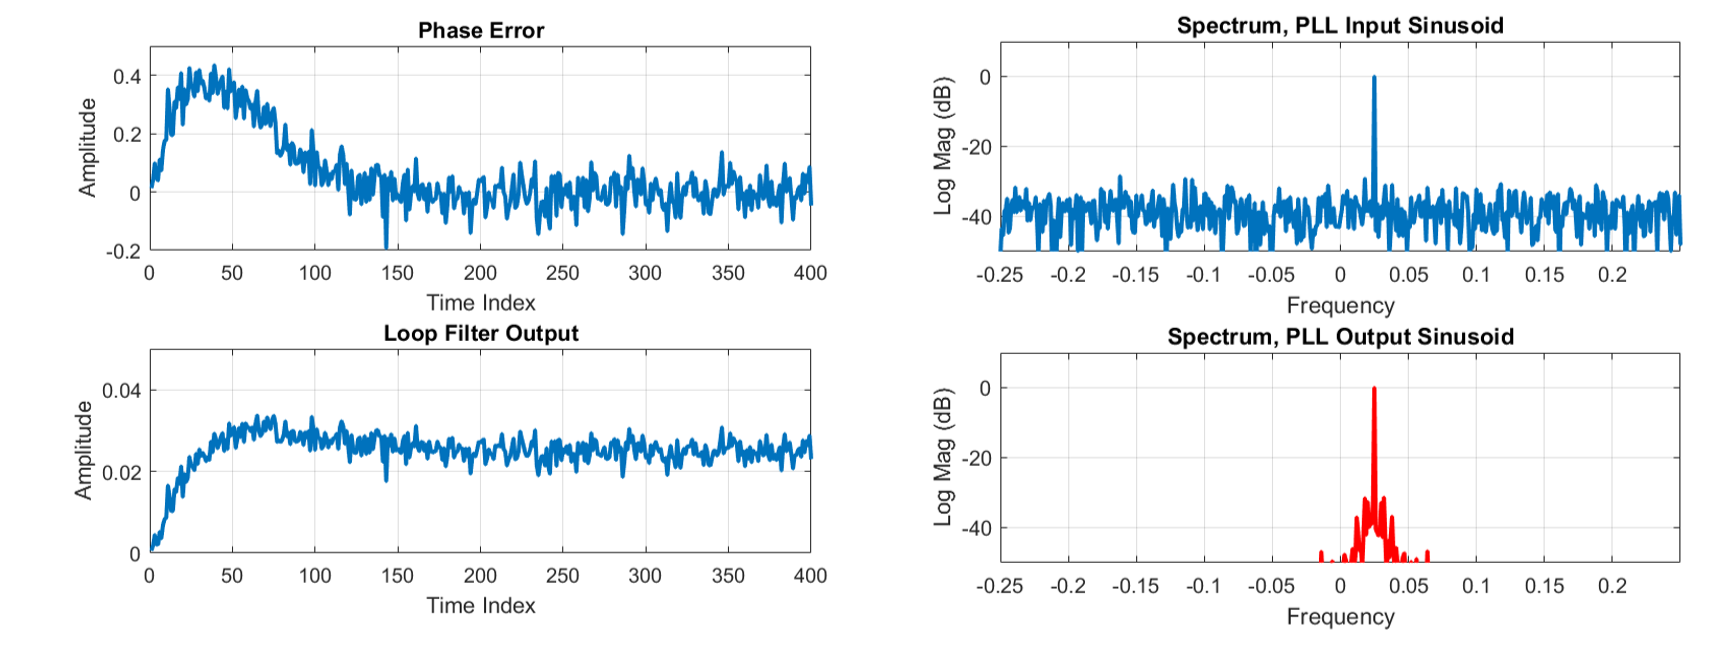 Phase Error
Amplitude
0.4
0.2
0
-0.2
0 50 100 150 200 250 300 350 400
Time Index
Loop Filter Output
Amplitude
0.04
0.02
0
0 50 100 150 200 250 300 350 400
Time Index
Spectrum, PLL Input Sinusoid
Log Mag (dB)
0
-20
-40
-0.25 -0.2 -0.15 -0.1 -0.05 0 0.05 0.1 0.15 0.2
Frequency
Spectrum, PLL Output Sinusoid
Log Mag (dB)
0
-20
-40
-0.25 -0.2 -0.15 -0.1 -0.05 0 0.05 0.1 0.15 0.2
Frequency